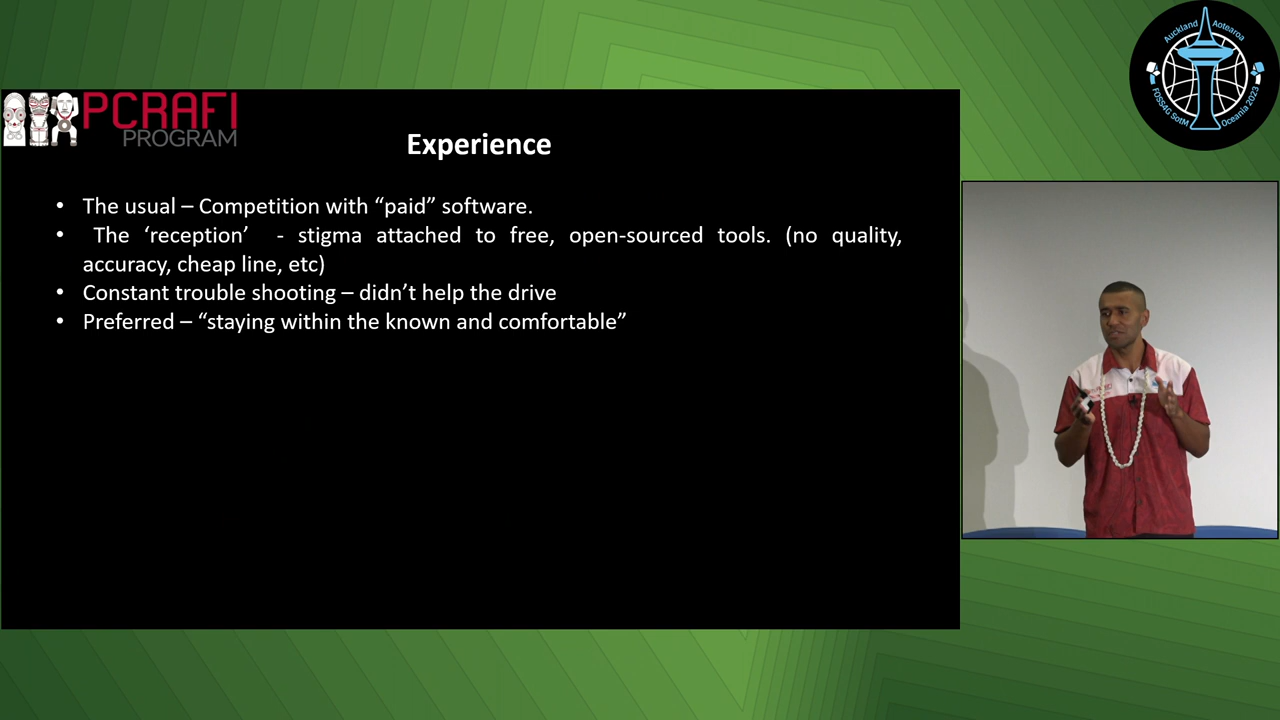 PCRAFI
PROGRAM
Experience
• The usual – Competition with “paid” software.
• The ‘reception’ - stigma attached to free, open-sourced tools. (no quality,
accuracy, cheap line, etc)
• Constant trouble shooting – didn’t help the drive
• Preferred – “staying within the known and comfortable”
Auckland Aotearoa
FOSS4G SotM Oceania 2023